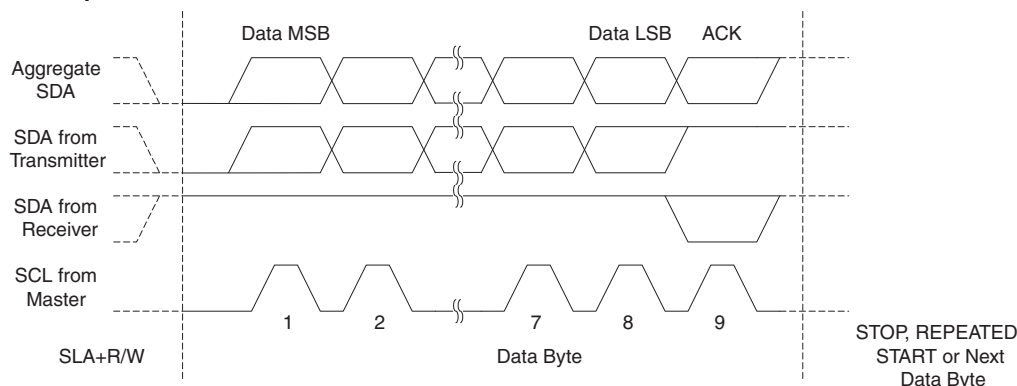 Data MSB
Data LSB
ACK
Aggregate
SDA
SDA from
Transmitter
SDA from
Receiver
SCL from
Master
1
2
7
8
9
SLA+R/W
Data Byte
STOP, REPEATED
START or Next
Data Byte